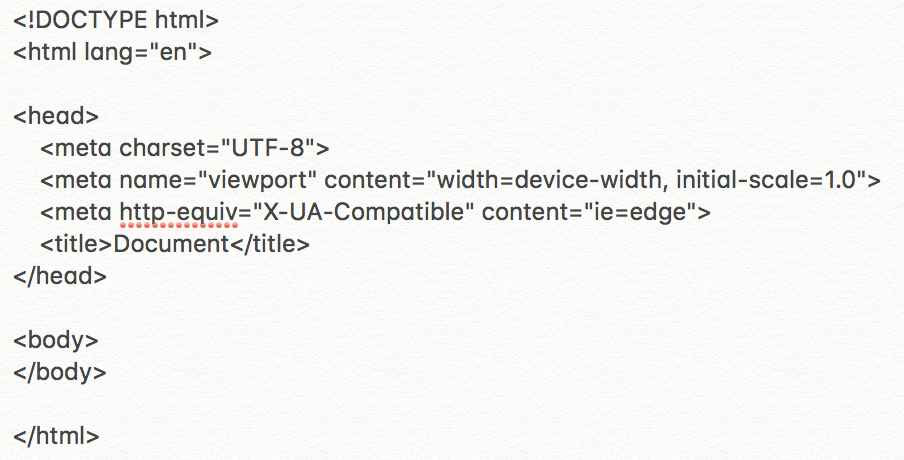 <!DOCTYPE html>
<html lang="en">
<head>
<meta charset="UTF-8">
<meta name="viewport" content="width=device-width, initial-scale=1.0">
<meta http-equiv="X-UA-Compatible" content="ie=edge">
<title>Document</title>
</head>
<body>
</body>
</html>